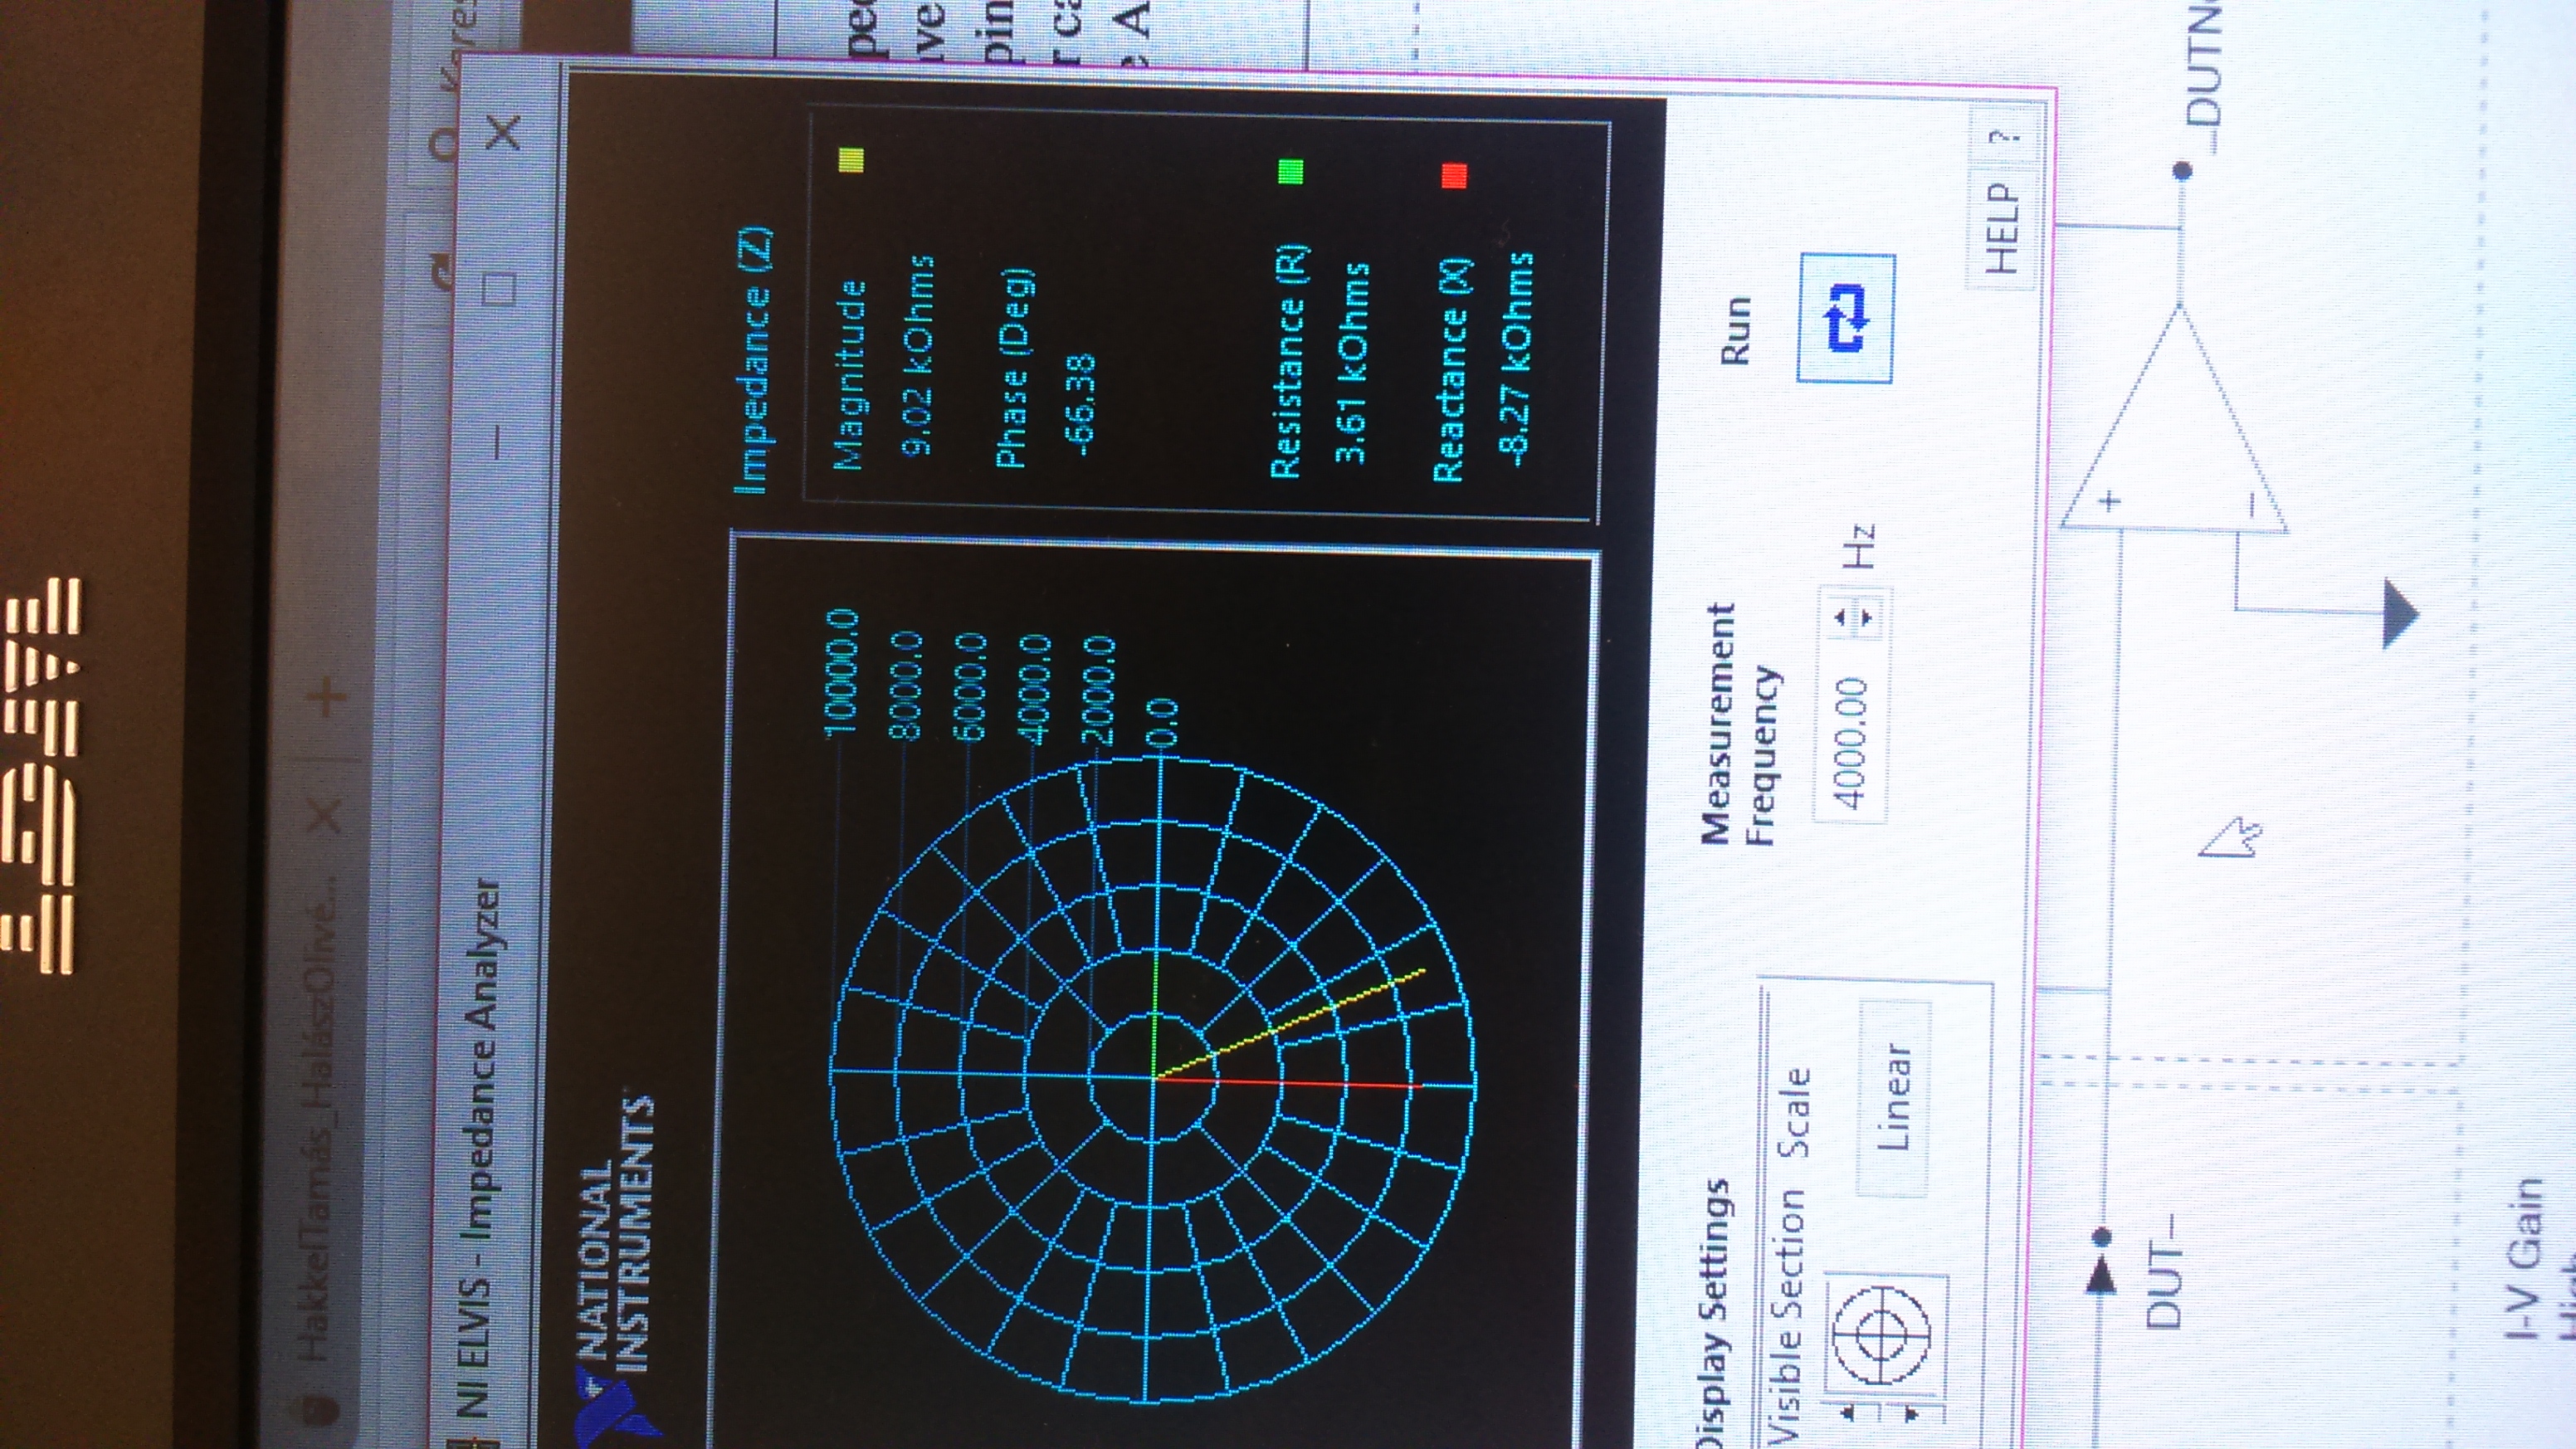 IBM
HakkelTamás_HalászOlivé...
NI ELVIS - Impedance Analyzer
NATIONAL
INSTRUMENTS
Impedance (Z)
10000.0
8000.0
6000.0
4000.0
2000.0
0.0
Magnitude
9.02 kOhms
Phase (Deg)
-66.38
Resistance (R)
3.61 kOhms
Reactance (X)
-8.27 kOhms
Display Settings
Visible Section Scale
Linear
Measurement
Frequency
4000.00 Hz
Run
HELP ?
DUT–
+
–
I-V Gain
High